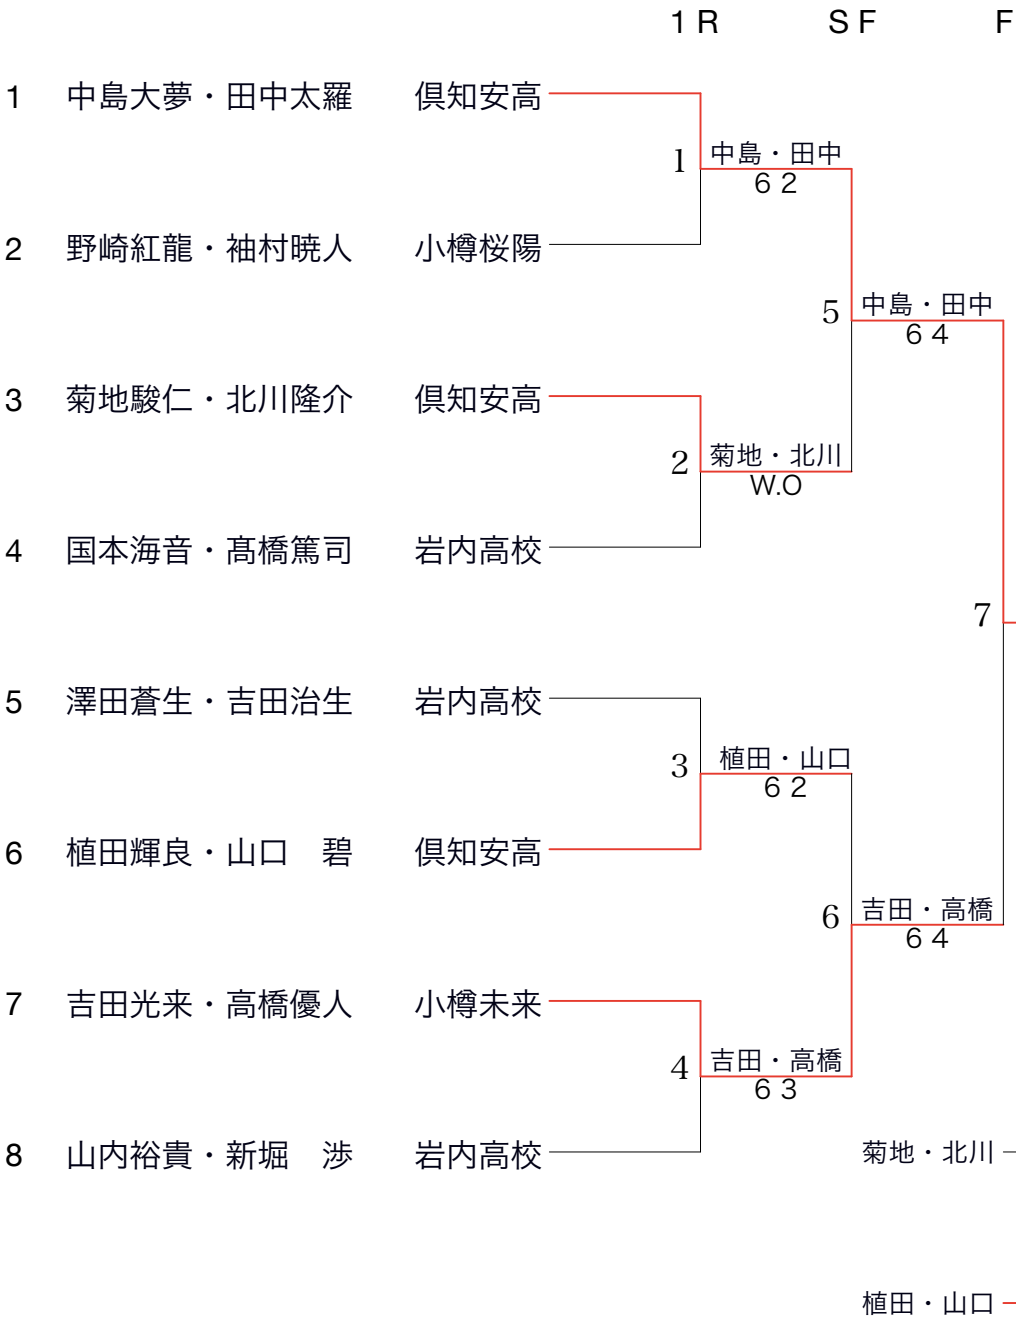 1 R　S F　F
1　中島大夢・田中太羅　倶知安高
1　中島・田中
6 2
2　野崎紅龍・袖村暁人　小樽桜陽
5　中島・田中
6 4
3　菊地駿仁・北川隆介　倶知安高
2　菊地・北川
W.O
4　国本海音・髙橋篤司　岩内高校
7
5　澤田蒼生・吉田治生　岩内高校
3　植田・山口
6 2
6　植田輝良・山口　碧　倶知安高
6　吉田・高橋
6 4
7　吉田光来・高橋優人　小樽未来
4　吉田・高橋
6 3
8　山内裕貴・新堀　渉　岩内高校
菊地・北川
植田・山口